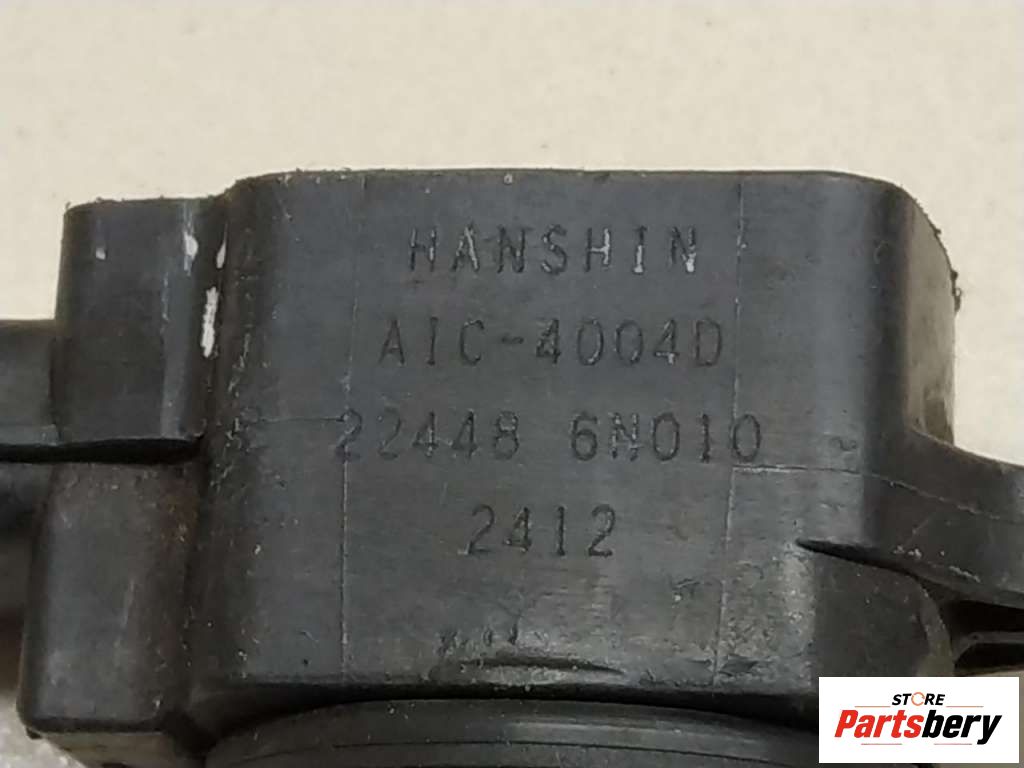 HANSHIN
AIC-4004D
22448 6N010
2412
STORE
Partsbery